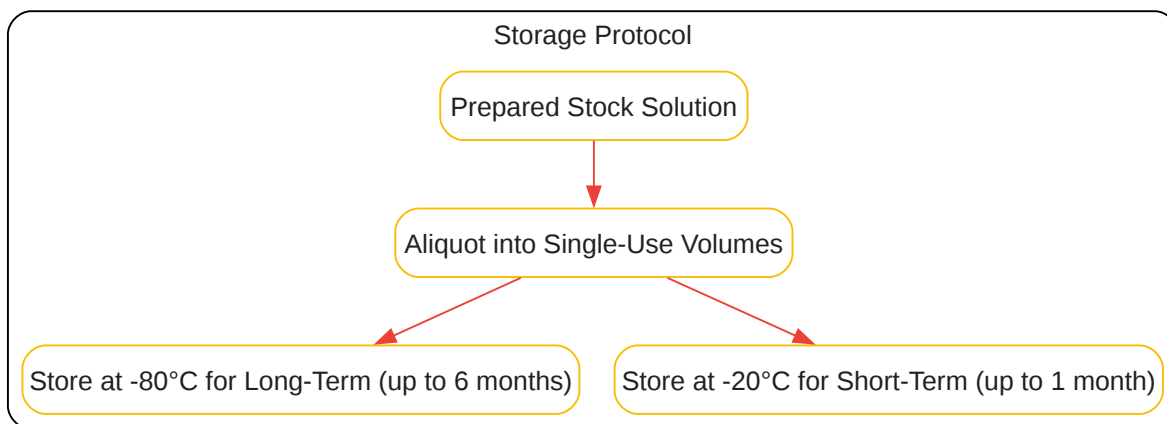 Storage Protocol
Prepared Stock Solution
Aliquot into Single-Use Volumes
Store at -80°C for Long-Term (up to 6 months)
Store at -20°C for Short-Term (up to 1 month)